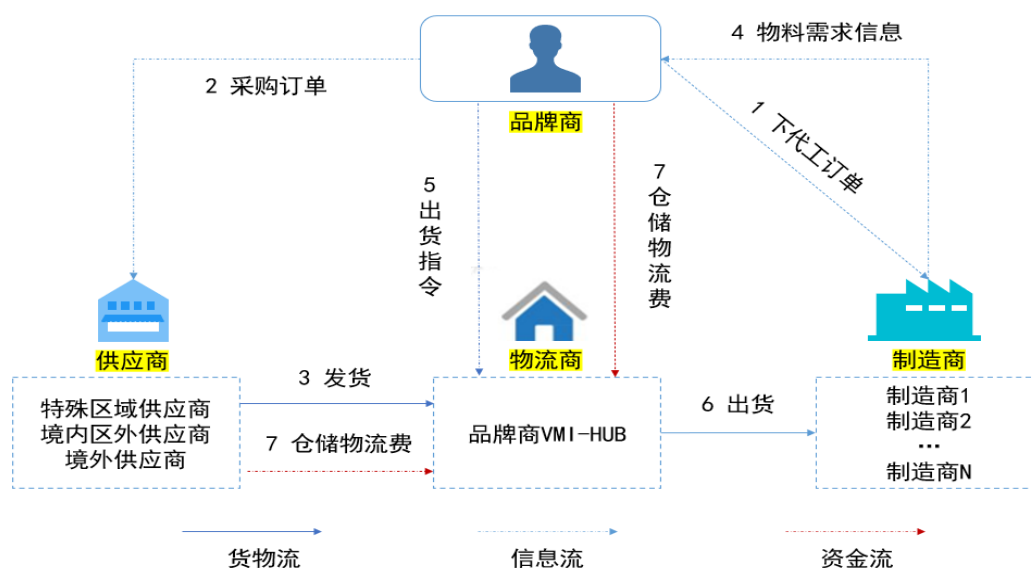 4 物料需求信息
2 采购订单
品牌商
1 下代工订单
5出货指令
7仓储物流费
供应商
物流商
制造商
特殊区域供应商
境内区外供应商
境外供应商
3 发货
7 仓储物流费
品牌商VMI-HUB
6 出货
制造商1
制造商2
…
制造商N
货物流
信息流
资金流